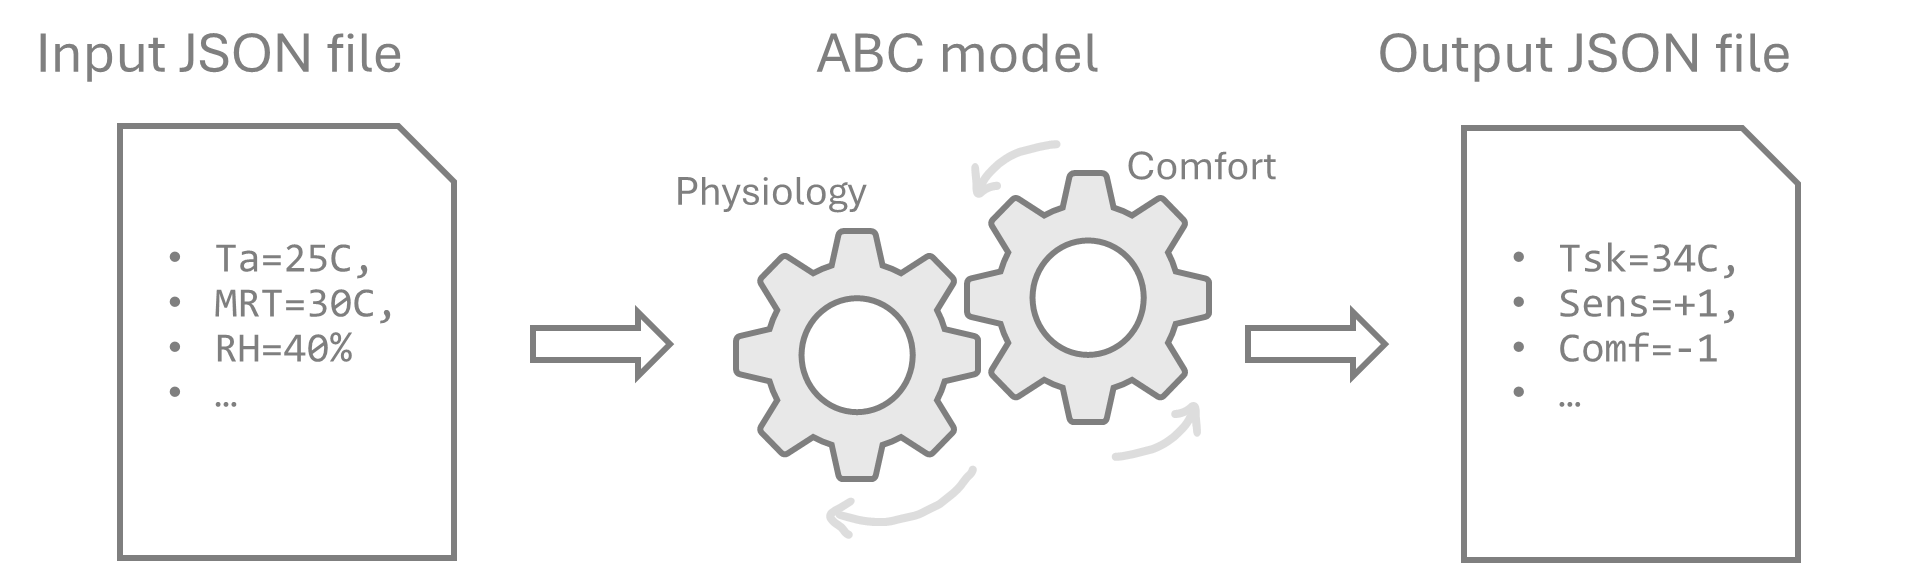 Input JSON file
• Ta=25C,
• MRT=30C,
• RH=40%
• …
ABC model
Physiology
Comfort
Output JSON file
• Tsk=34C,
• Sens=+1,
• Comf=-1
• …